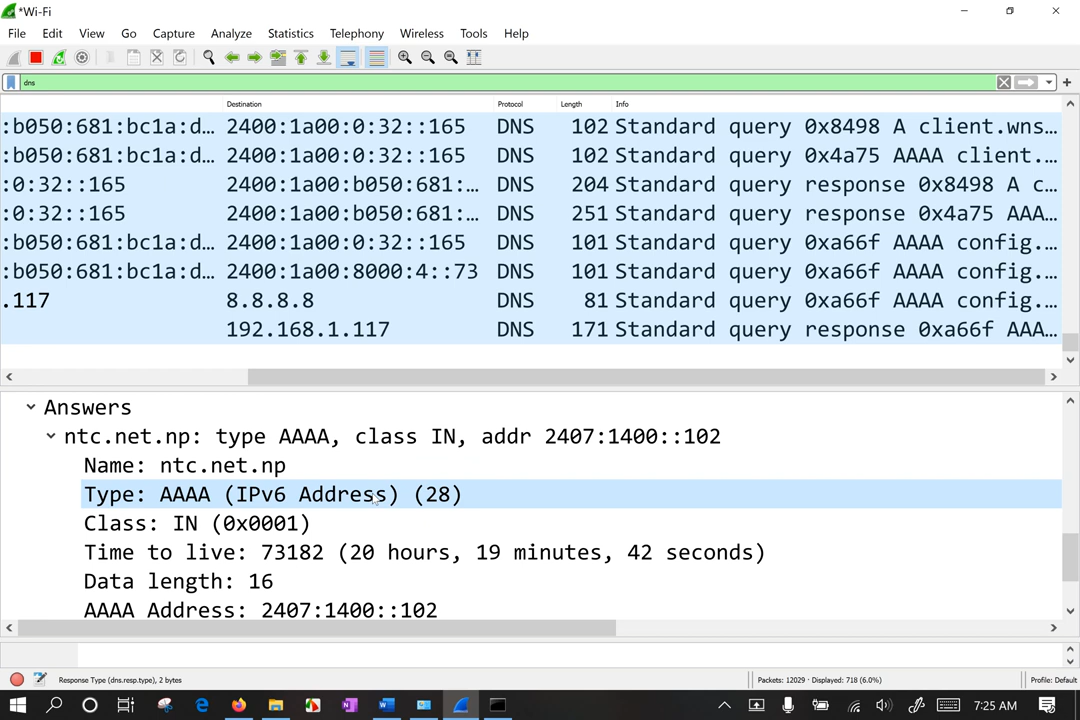 *Wi-Fi
File Edit View Go Capture Analyze Statistics Telephony Wireless Tools Help
dns
Destination Protocol Length Info
:b050:681:bc1a:d… 2400:1a00:0:32::165 DNS 102 Standard query 0x8498 A client.wns…
:b050:681:bc1a:d… 2400:1a00:0:32::165 DNS 102 Standard query 0x4a75 AAAA client.…
:0:32::165 2400:1a00:b050:681:… DNS 204 Standard query response 0x8498 A c…
:0:32::165 2400:1a00:b050:681:… DNS 251 Standard query response 0x4a75 AAA…
:b050:681:bc1a:d… 2400:1a00:0:32::165 DNS 101 Standard query 0xa66f AAAA config.…
:b050:681:bc1a:d… 2400:1a00:8000:4::73 DNS 101 Standard query 0xa66f AAAA config.…
.117 8.8.8.8 DNS 81 Standard query 0xa66f AAAA config.…
192.168.1.117 DNS 171 Standard query response 0xa66f AAA…
Answers
ntc.net.np: type AAAA, class IN, addr 2407:1400::102
Name: ntc.net.np
Type: AAAA (IPv6 Address) (28)
Class: IN (0x0001)
Time to live: 73182 (20 hours, 19 minutes, 42 seconds)
Data length: 16
AAAA Address: 2407:1400::102
Response Type (dns.resp.type), 2 bytes Packets: 12029 · Displayed: 718 (6.0%) Profile: Default
7:25 AM